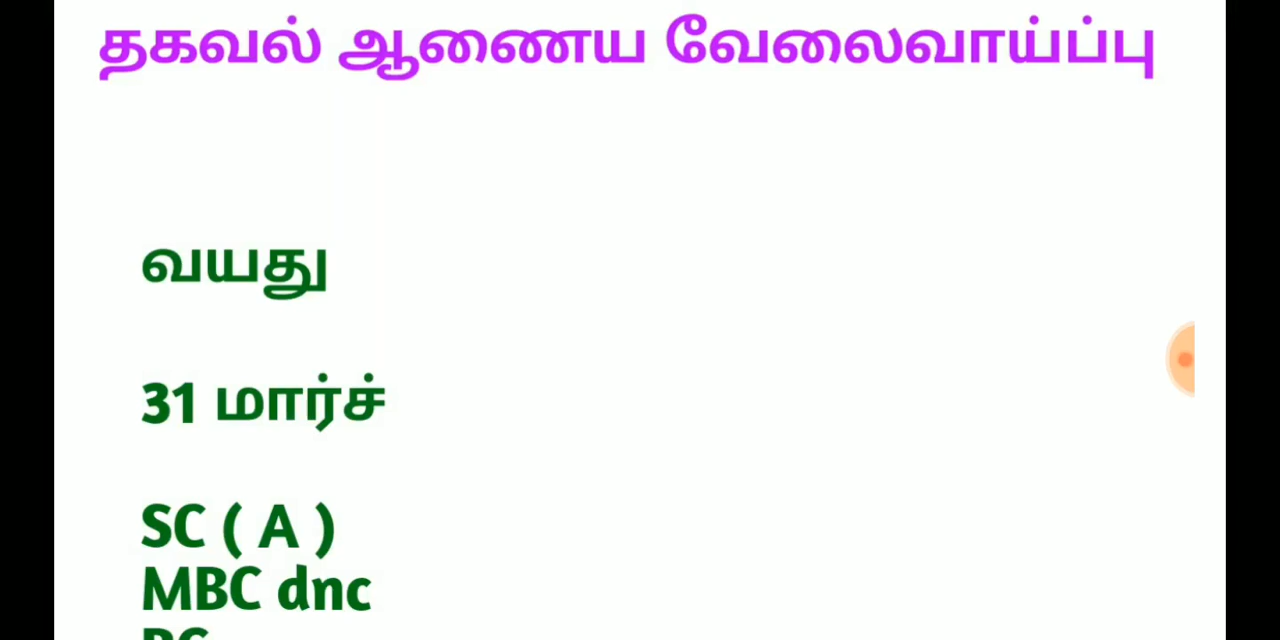 தகவல் ஆணைய வேலைவாய்ப்பு
வயது
31 மார்ச்
SC ( A )
MBC dnc